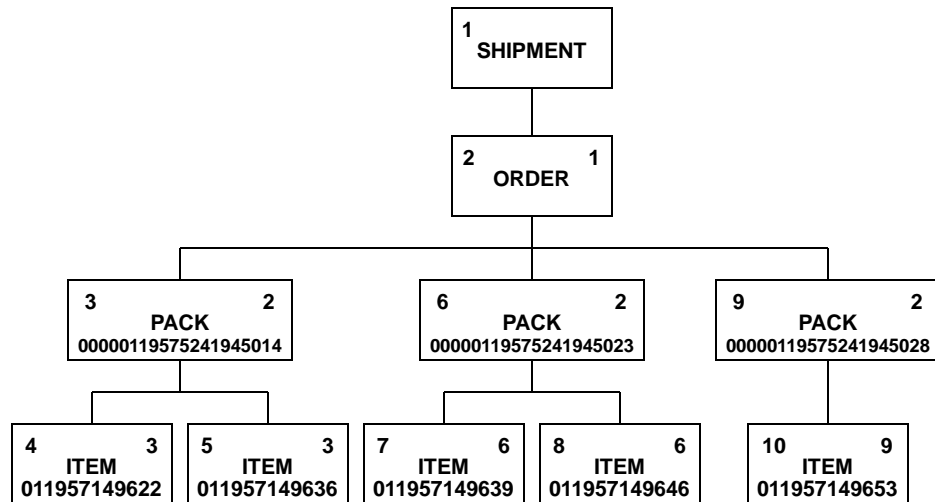 1
SHIPMENT
2 1
ORDER
3 2
PACK
00000119575241945014
6 2
PACK
00000119575241945023
9 2
PACK
00000119575241945028
4 3
ITEM
011957149622
5 3
ITEM
011957149636
7 6
ITEM
011957149639
8 6
ITEM
011957149646
10 9
ITEM
011957149653